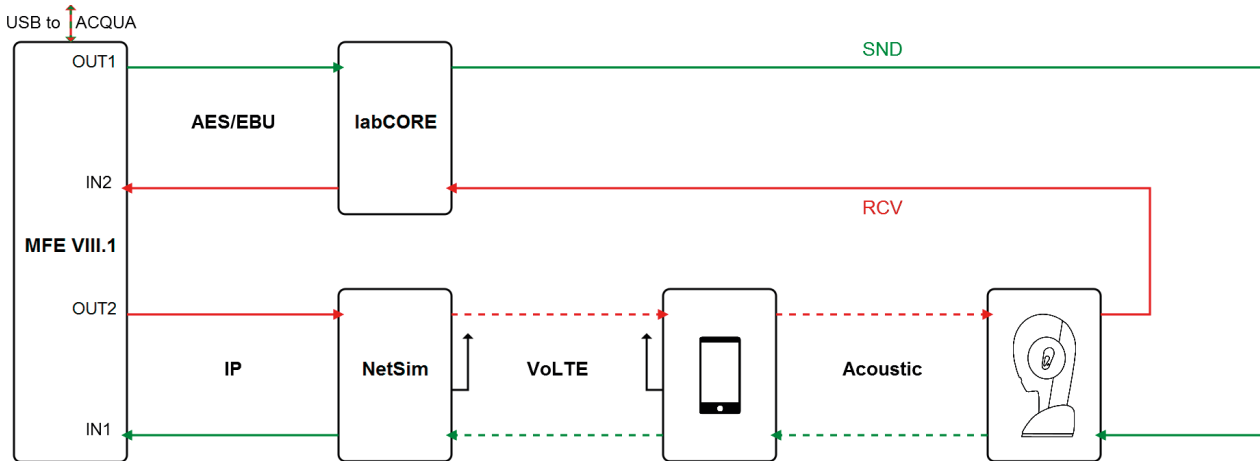 USB to ACQUA
OUT1
SND
AES/EBU
labCORE
IN2
RCV
MFE VIII.1
OUT2
IP
NetSim
VoLTE
Acoustic
IN1